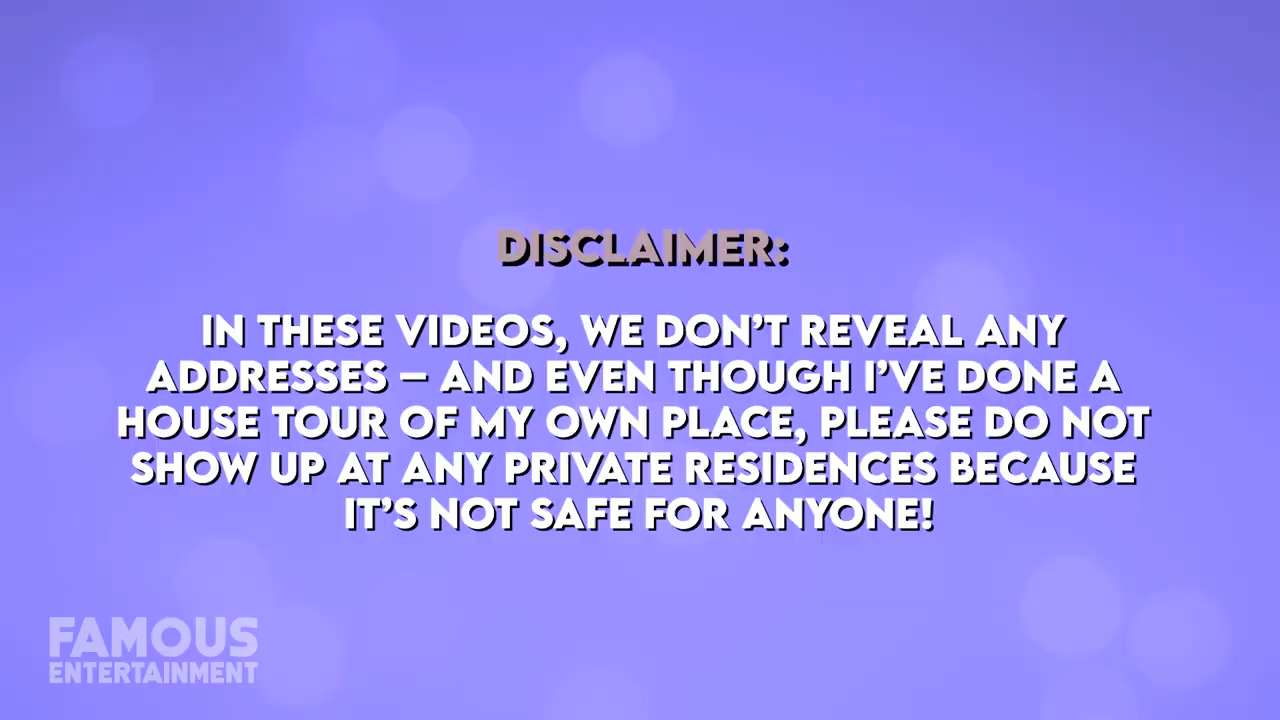 DISCLAIMER:
IN THESE VIDEOS, WE DON’T REVEAL ANY
ADDRESSES – AND EVEN THOUGH I’VE DONE A
HOUSE TOUR OF MY OWN PLACE, PLEASE DO NOT
SHOW UP AT ANY PRIVATE RESIDENCES BECAUSE
IT’S NOT SAFE FOR ANYONE!
FAMOUS
ENTERTAINMENT